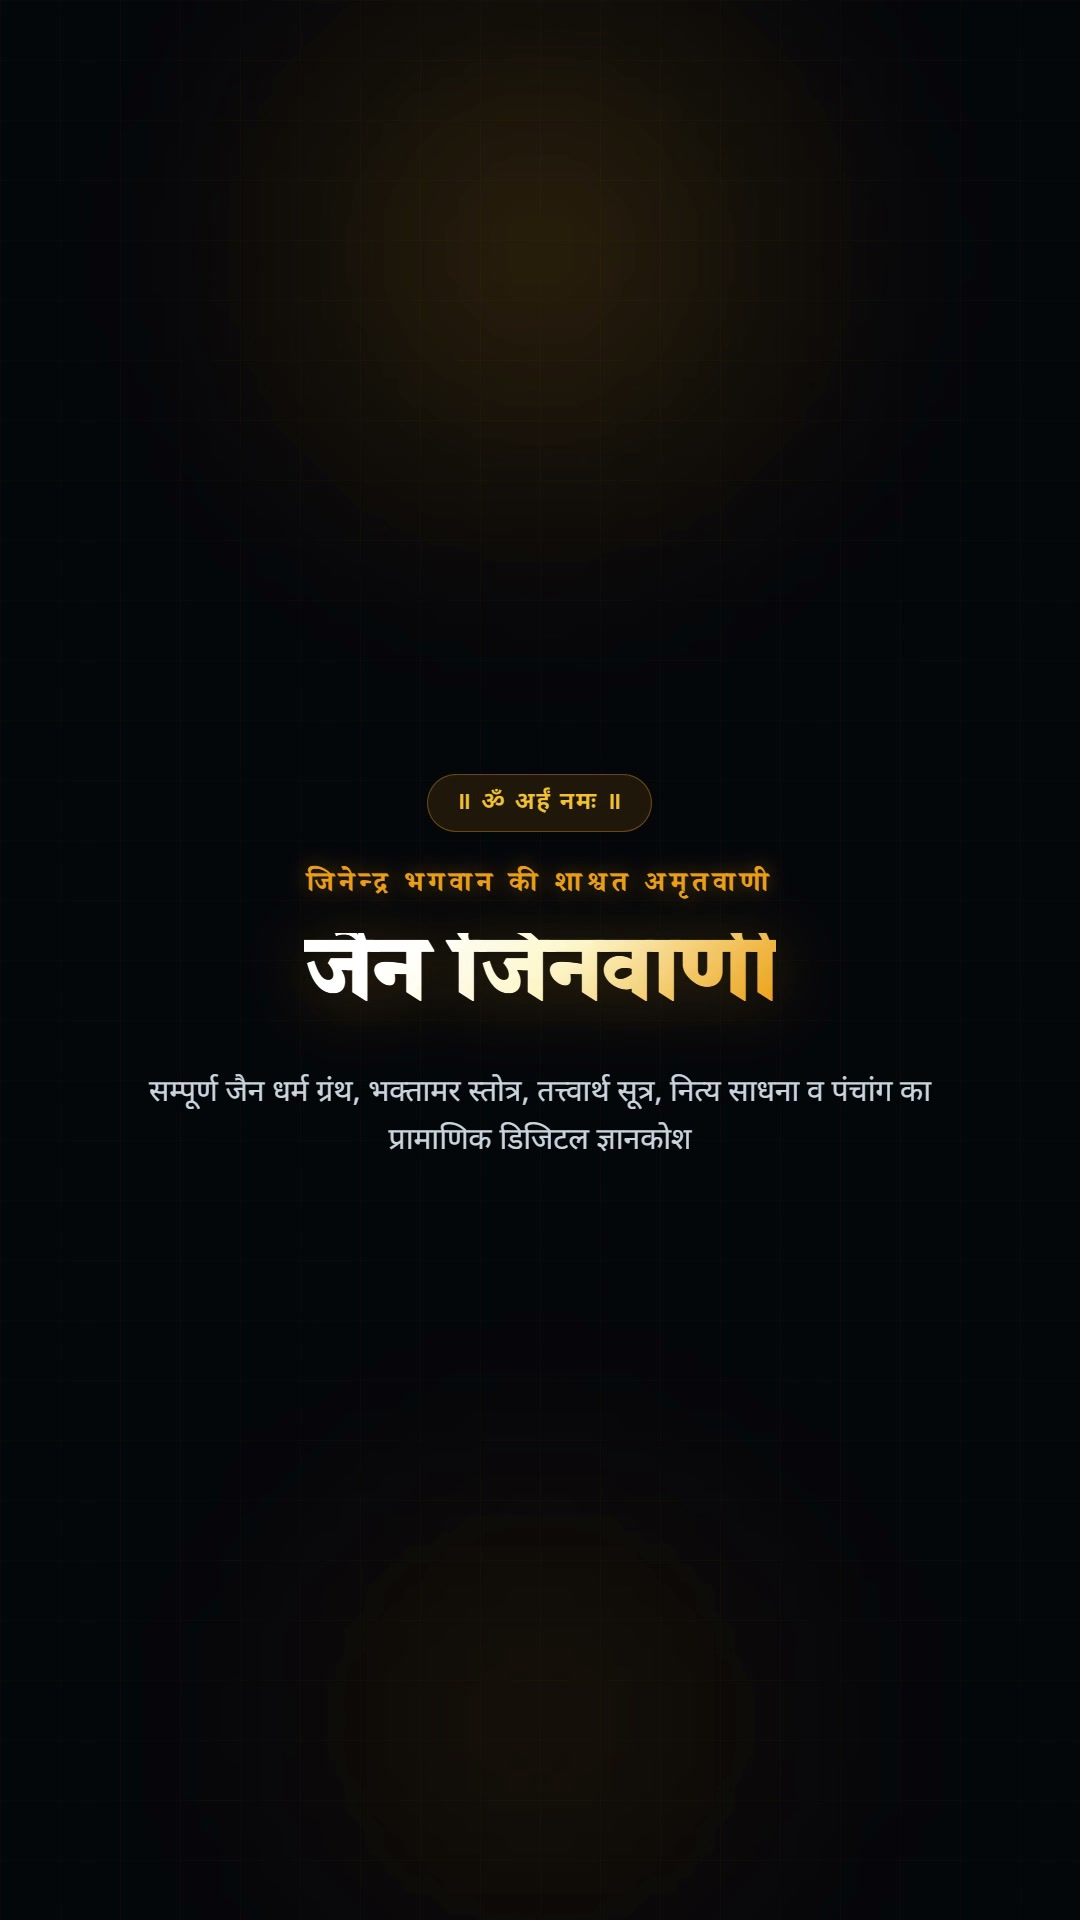 ॥ ॐ अर्हं नमः ॥
जिनेन्द्र भगवान की शाश्वत अमृतवाणी
जैन जिनवाणी
सम्पूर्ण जैन धर्म ग्रंथ, भक्तामर स्तोत्र, तत्त्वार्थ सूत्र, नित्य साधना व पंचांग का
प्रामाणिक डिजिटल ज्ञानकोश